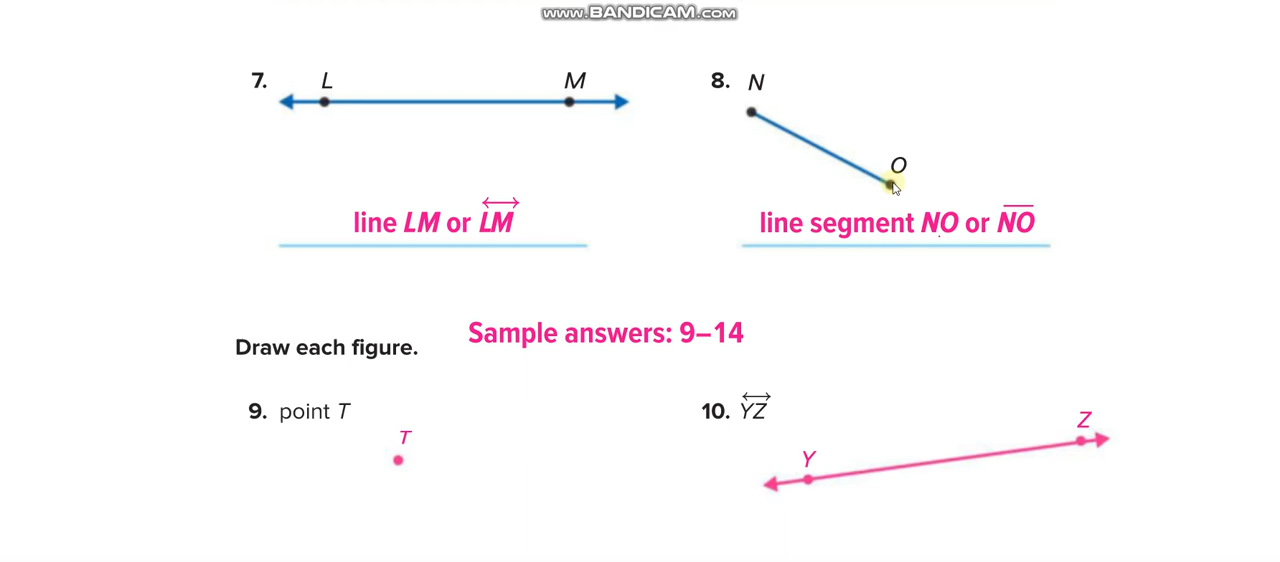 www.BANDICAM.com
7. L M
8. N
O
line LM or LM
line segment NO or NO
Draw each figure.
Sample answers: 9–14
9. point T
T
10. YZ
Y
Z